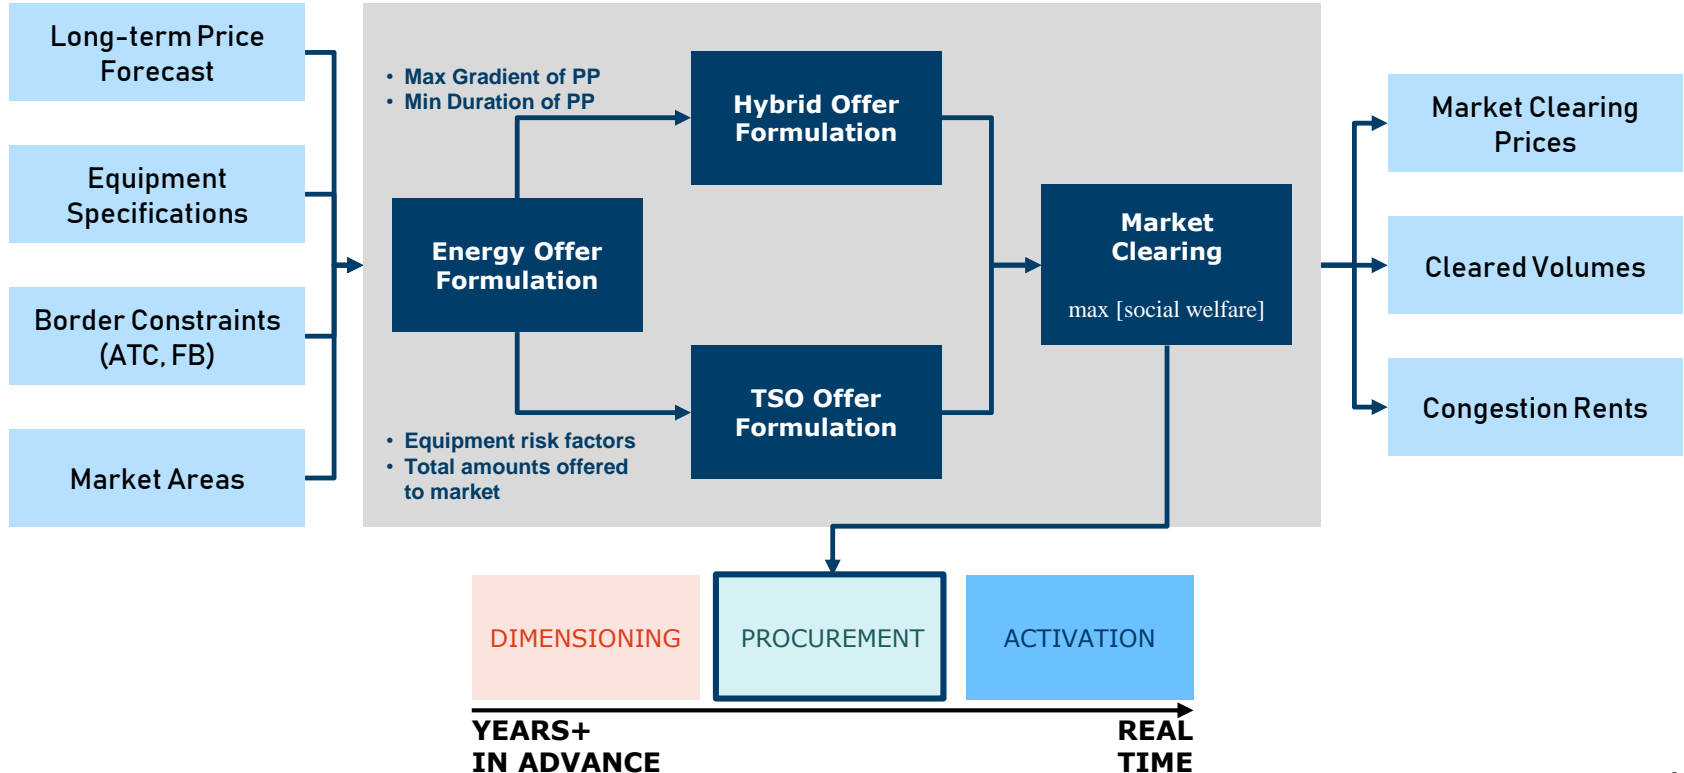 Long-term Price
Forecast
Equipment
Specifications
Border Constraints
(ATC, FB)
Market Areas
• Max Gradient of PP
• Min Duration of PP
Energy Offer
Formulation
• Equipment risk factors
• Total amounts offered
to market
Hybrid Offer
Formulation
TSO Offer
Formulation
Market
Clearing
max [social welfare]
Market Clearing
Prices
Cleared Volumes
Congestion Rents
DIMENSIONING
PROCUREMENT
ACTIVATION
YEARS+
IN ADVANCE
REAL
TIME